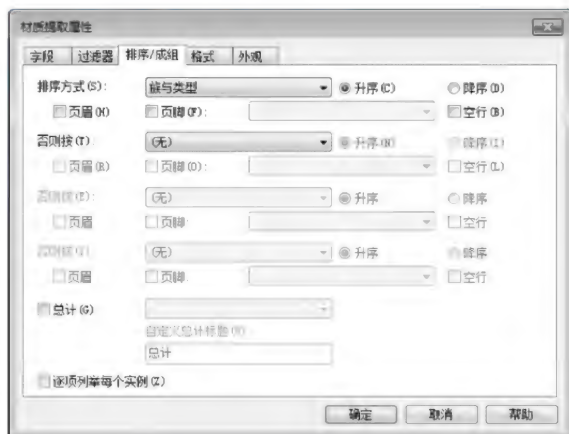 材质提取属性
字段 过滤器 排序/成组 格式 外观
排序方式(S): 族与类型 升序(C) 降序(D)
页眉(H) 页脚(F): 空行(B)
否则按(T): (无) 升序(N) 降序(I)
页眉(R) 页脚(O): 空行(L)
否则按(E): (无) 升序 降序
页眉 页脚: 空行
否则按(Y): (无) 升序 降序
页眉 页脚: 空行
总计(G)
自定义总计标题(U):
总计
逐项列举每个实例(Z)
确定 取消 帮助